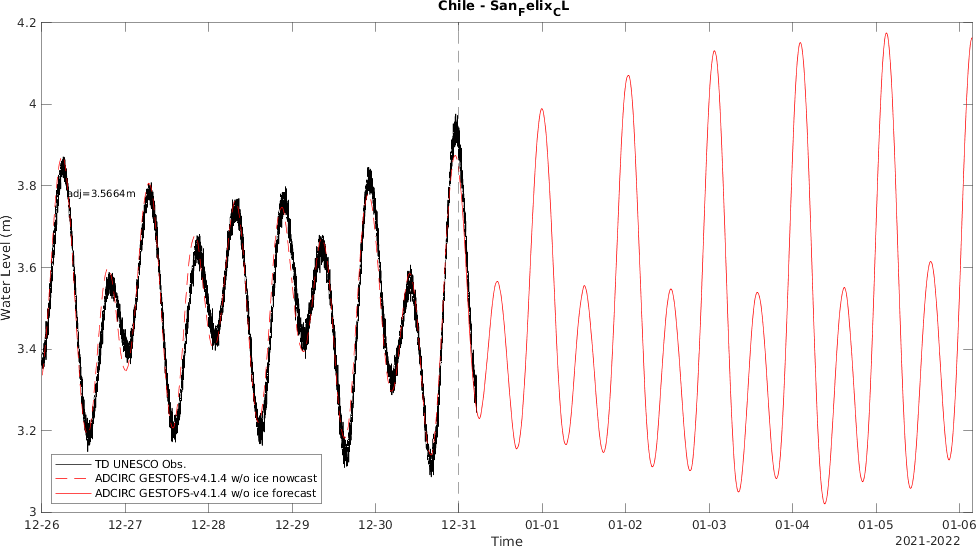 Chile - San_Felix_CL
4.2
4
3.8
3.6
3.4
3.2
3
Water Level (m)
adj=3.5664m
TD UNESCO Obs.
ADCIRC GESTOFS-v4.1.4 w/o ice nowcast
ADCIRC GESTOFS-v4.1.4 w/o ice forecast
12-26 12-27 12-28 12-29 12-30 12-31 01-01 01-02 01-03 01-04 01-05 01-06
Time
2021-2022